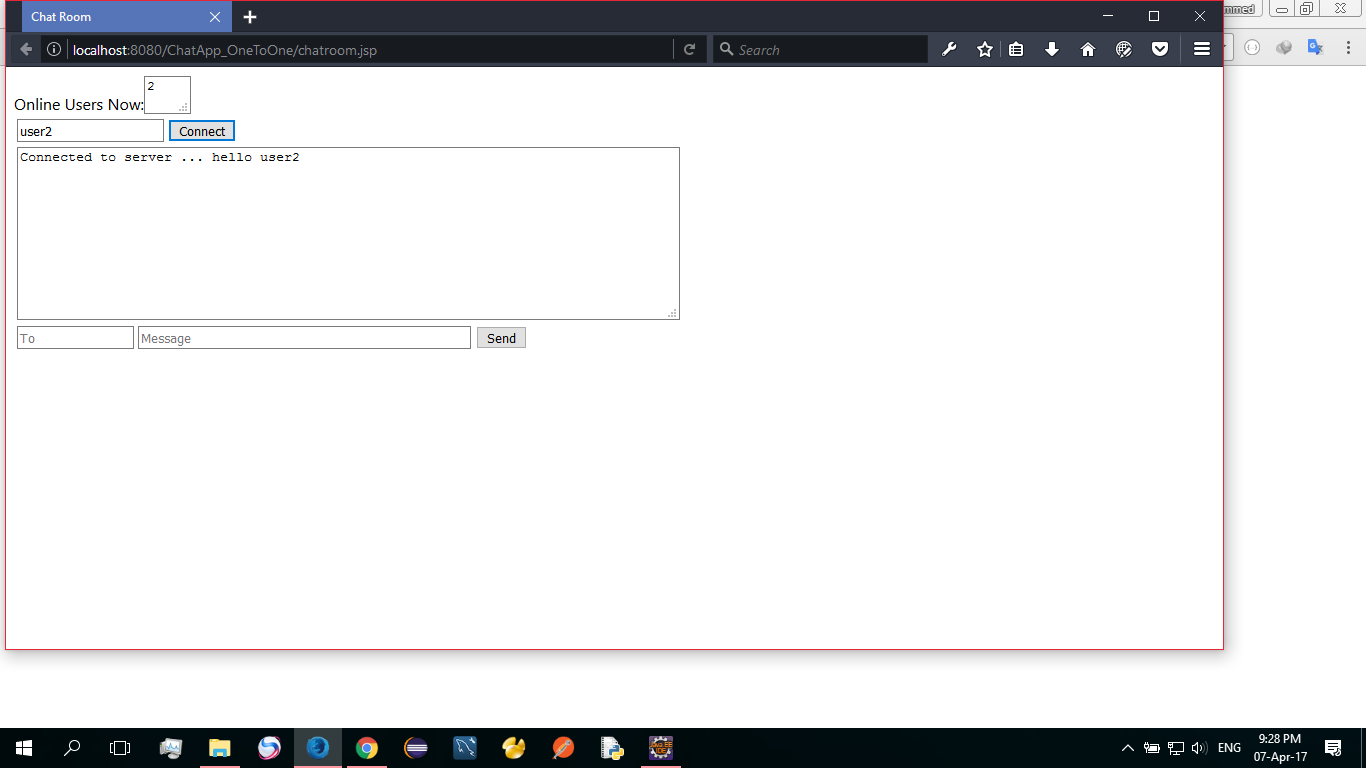 Chat Room
mmed
localhost:8080/ChatApp_OneToOne/chatroom.jsp
Search
Online Users Now:
2
user2
Connect
Connected to server ... hello user2
To
Message
Send
ENG
9:28 PM
07-Apr-17